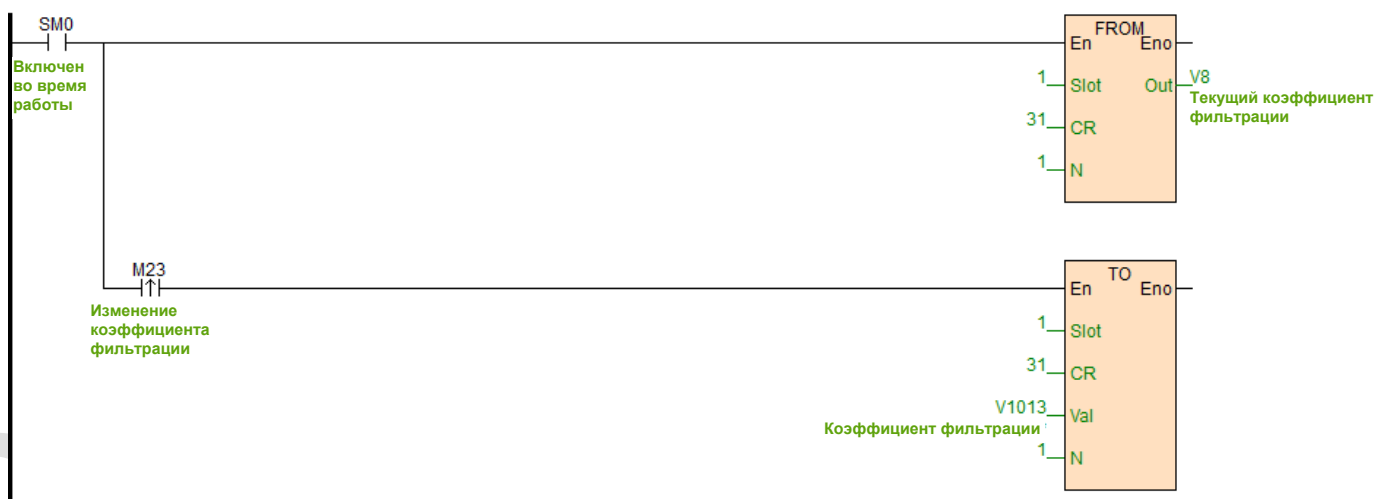 SM0
Включен
во время
работы
FROM
En Eno
1 Slot Out V8
Текущий коэффициент
фильтрации
31 CR
1 N
M23
Изменение
коэффициента
фильтрации
TO
En Eno
1 Slot
31 CR
V1013 Val
Коэффициент фильтрации
1 N